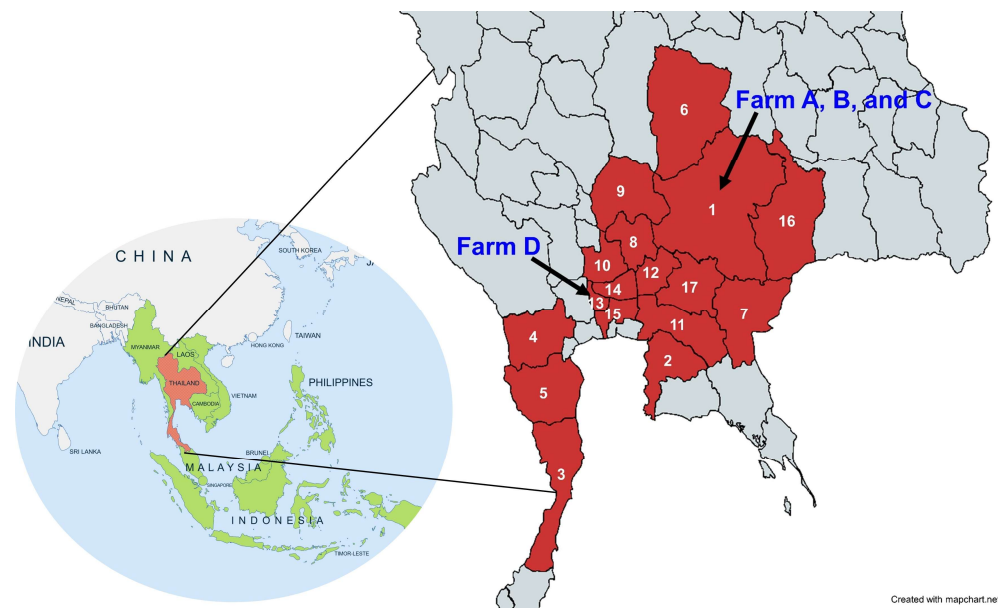 Farm A, B, and C
Farm D
6
1
9
16
8
10
12
14
17
13
15
7
4
11
2
5
3
CHINA
SOUTH KOREA
NEPAL
BHUTAN
BANGLADESH
INDIA
MYANMAR
LAOS
HONG KONG
TAIWAN
THAILAND
VIETNAM
CAMBODIA
PHILIPPINES
SRI LANKA
BRUNEI
MALAYSIA
SINGAPORE
INDONESIA
TIMOR-LESTE
Created with mapchart.ne